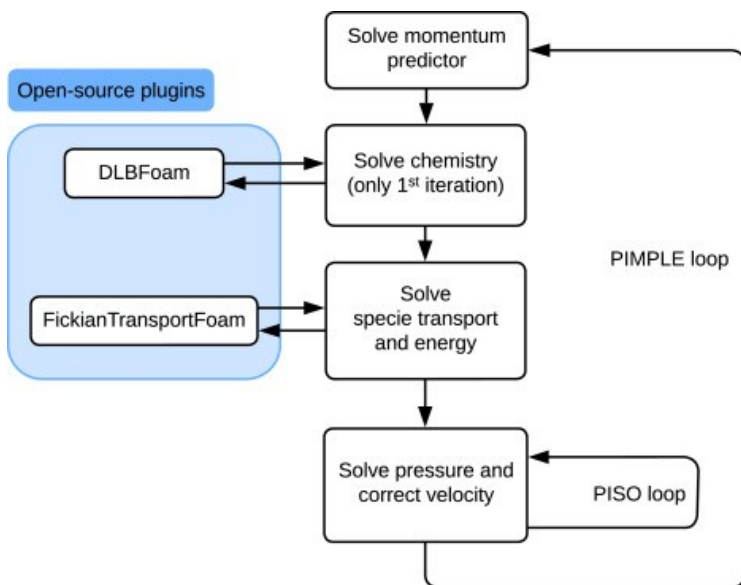 Solve momentum
predictor
Open-source plugins
DLBFoam
Solve chemistry
(only 1st iteration)
PIMPLE loop
FickianTransportFoam
Solve
specie transport
and energy
Solve pressure and
correct velocity
PISO loop